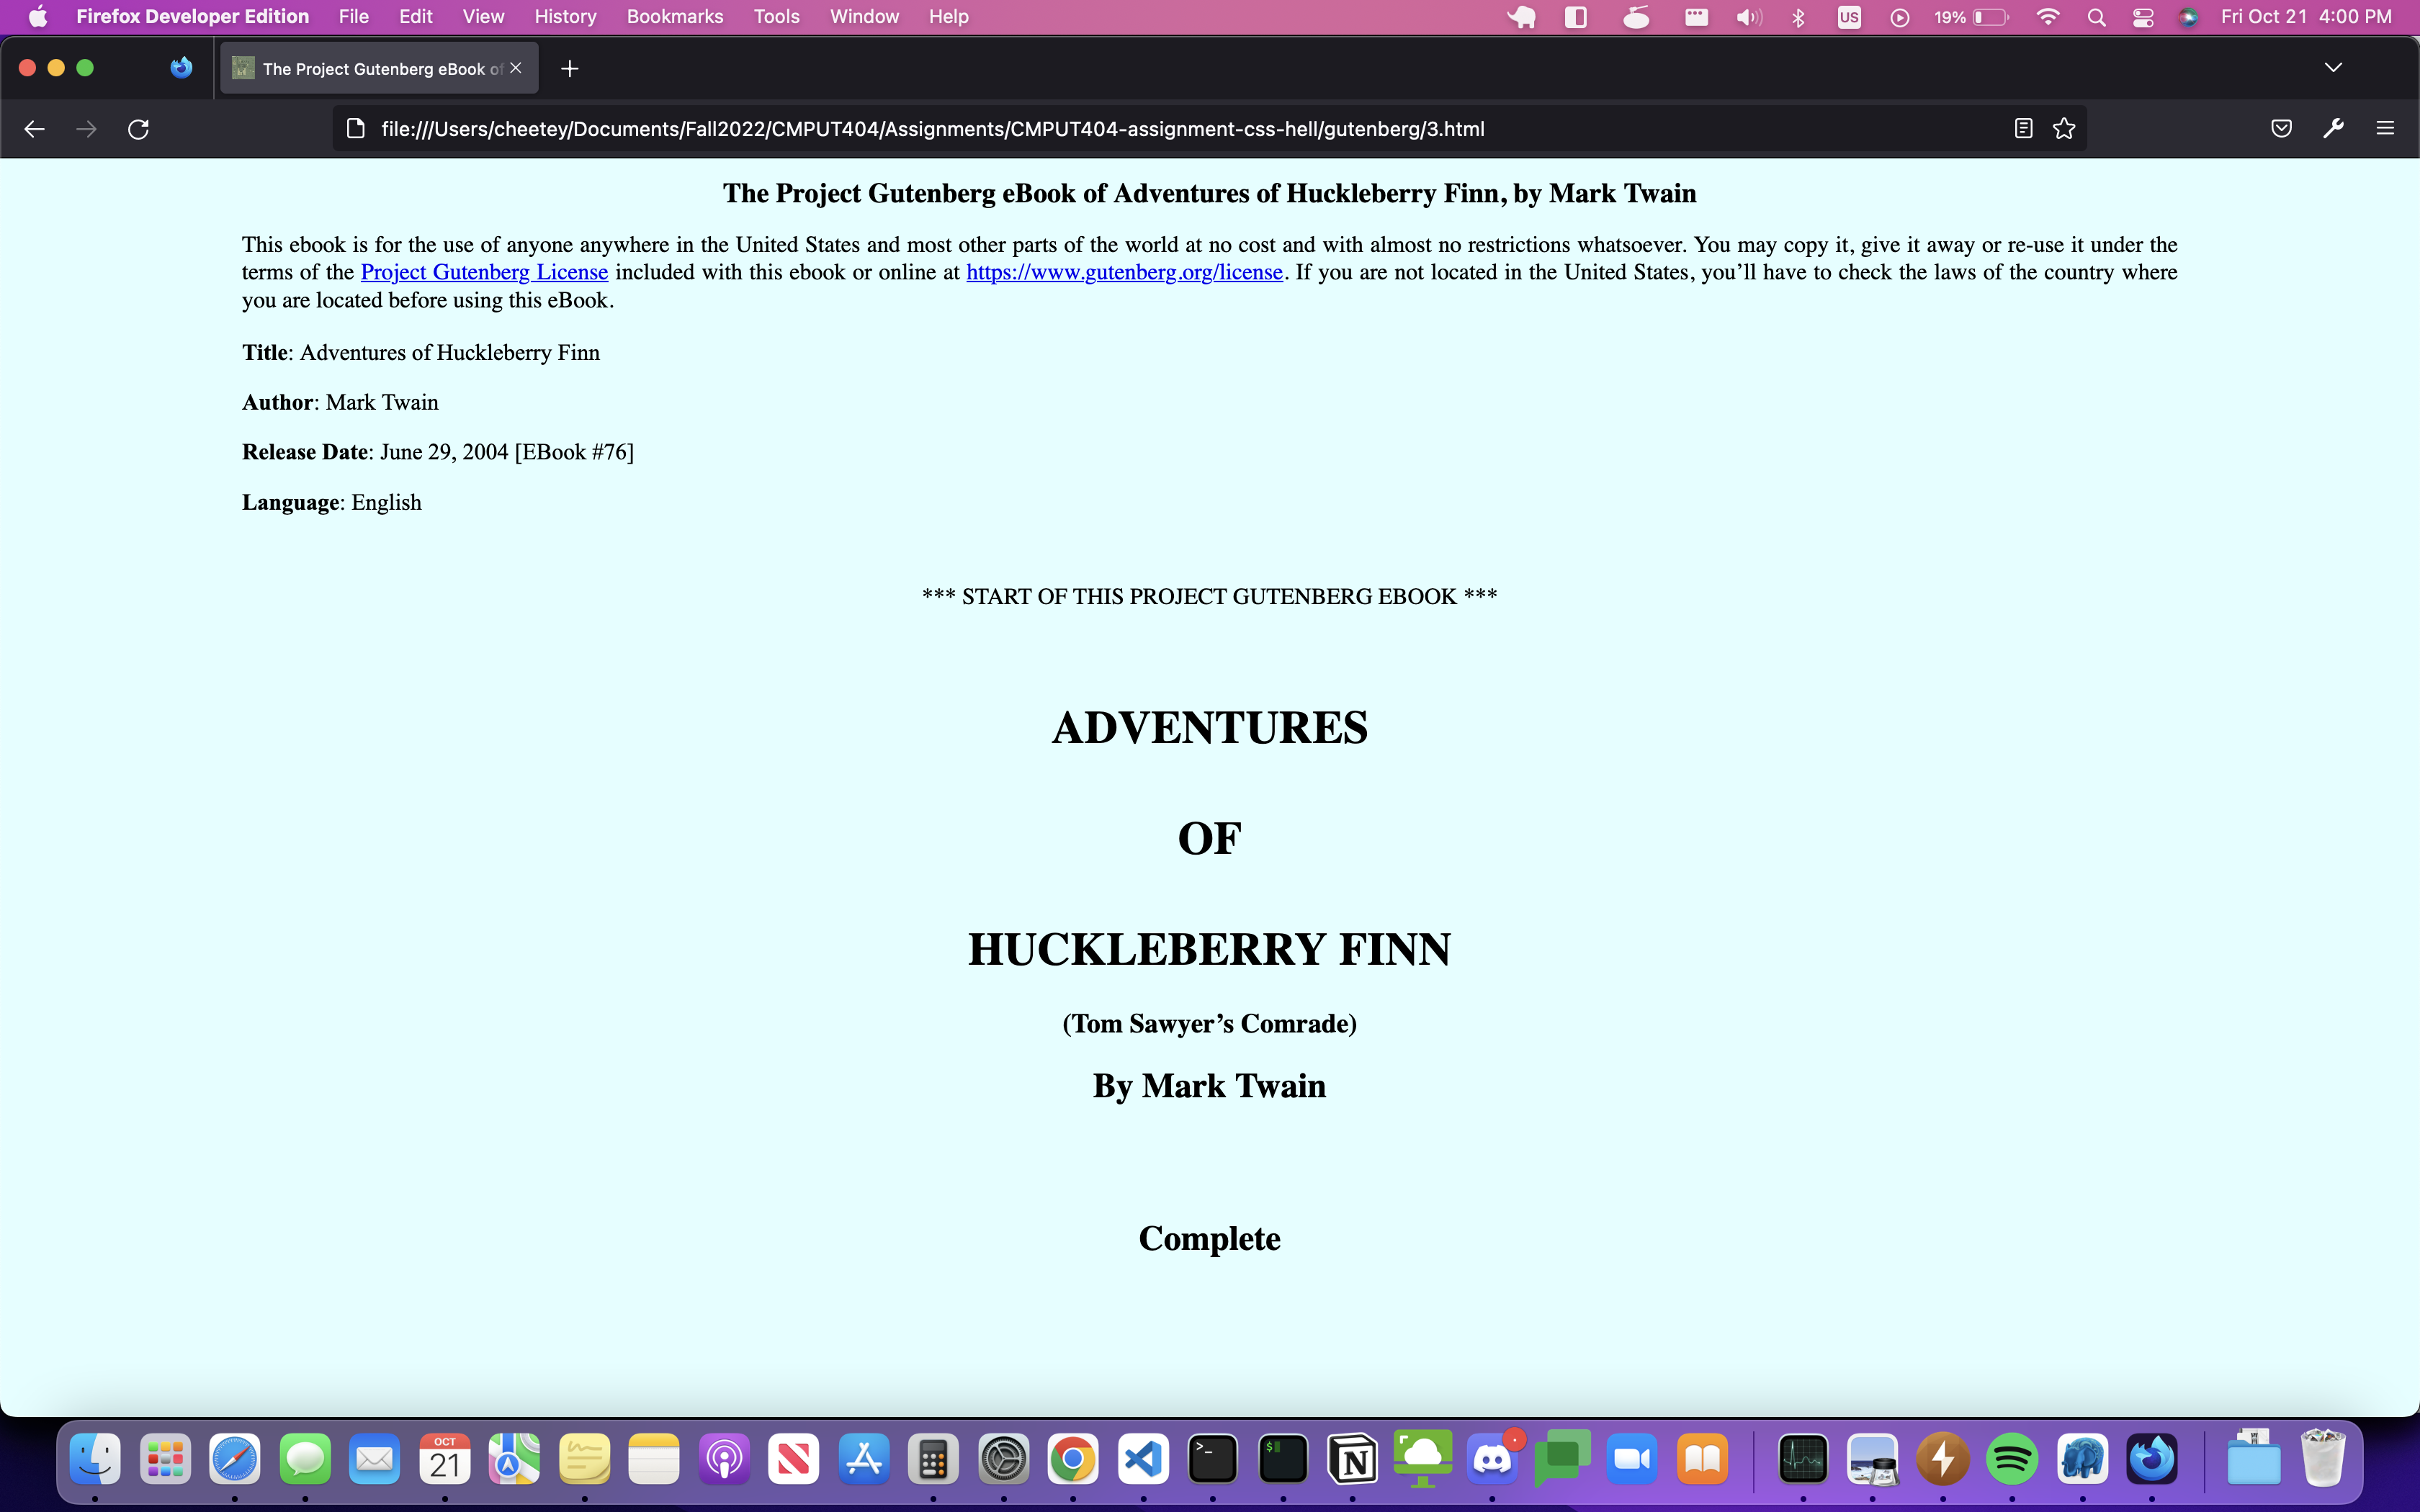 Firefox Developer Edition File Edit View History Bookmarks Tools Window Help US 19% Fri Oct 21 4:00 PM
The Project Gutenberg eBook of
file:///Users/cheetey/Documents/Fall2022/CMPUT404/Assignments/CMPUT404-assignment-css-hell/gutenberg/3.html
The Project Gutenberg eBook of Adventures of Huckleberry Finn, by Mark Twain
This ebook is for the use of anyone anywhere in the United States and most other parts of the world at no cost and with almost no restrictions whatsoever. You may copy it, give it away or re-use it under the
terms of the Project Gutenberg License included with this ebook or online at https://www.gutenberg.org/license. If you are not located in the United States, you’ll have to check the laws of the country where
you are located before using this eBook.
Title: Adventures of Huckleberry Finn
Author: Mark Twain
Release Date: June 29, 2004 [EBook #76]
Language: English
*** START OF THIS PROJECT GUTENBERG EBOOK ***
ADVENTURES
OF
HUCKLEBERRY FINN
(Tom Sawyer’s Comrade)
By Mark Twain
Complete
OCT
21